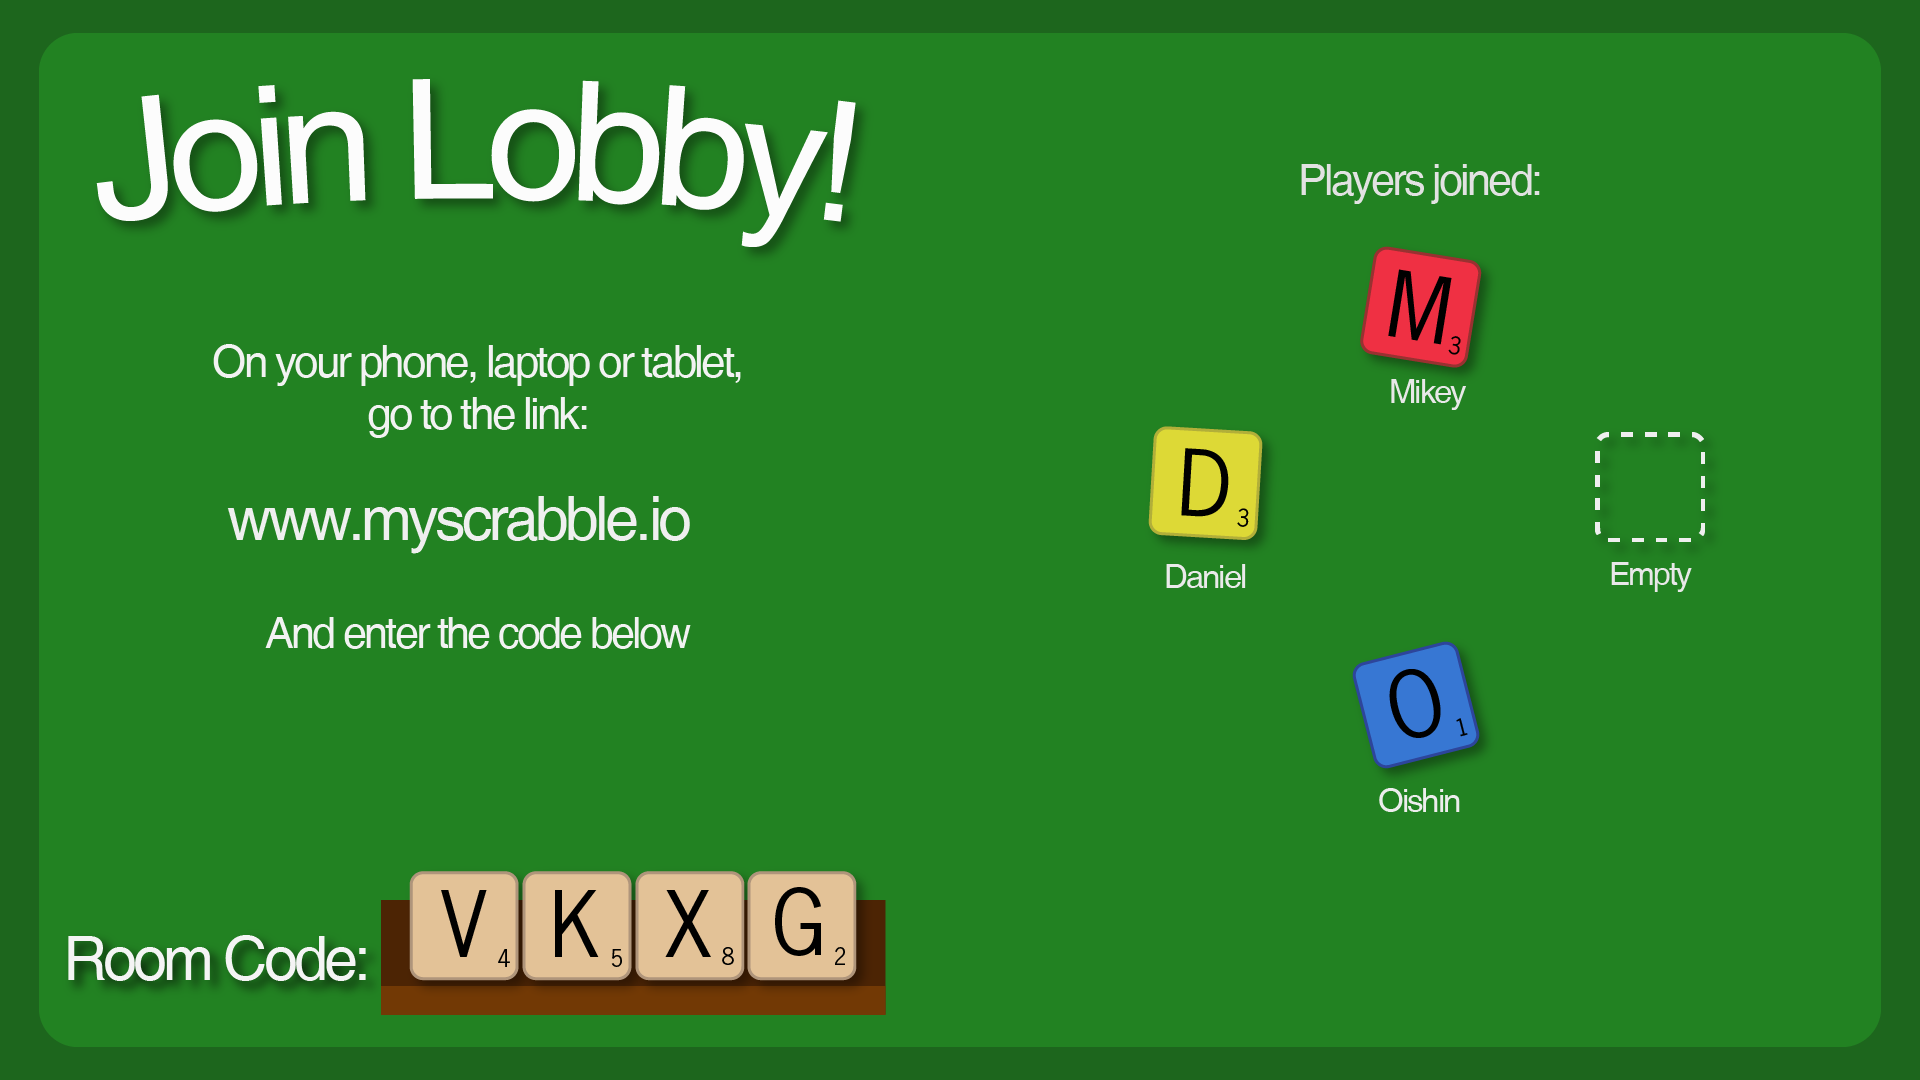 Join Lobby!
On your phone, laptop or tablet,
go to the link:
www.myscrabble.io
And enter the code below
Room Code:
V4 K5 X8 G2
Players joined:
M3
Mikey
D3
Daniel
Empty
O1
Oishin